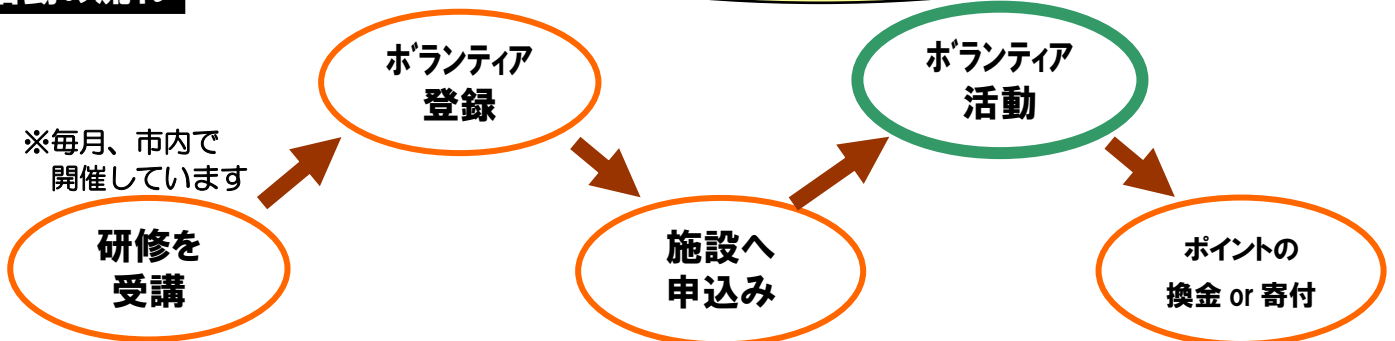 ボランティア
登録
ボランティア
活動
※毎月、市内で
開催しています
研修を
受講
施設へ
申込み
ポイントの
換金 or 寄付